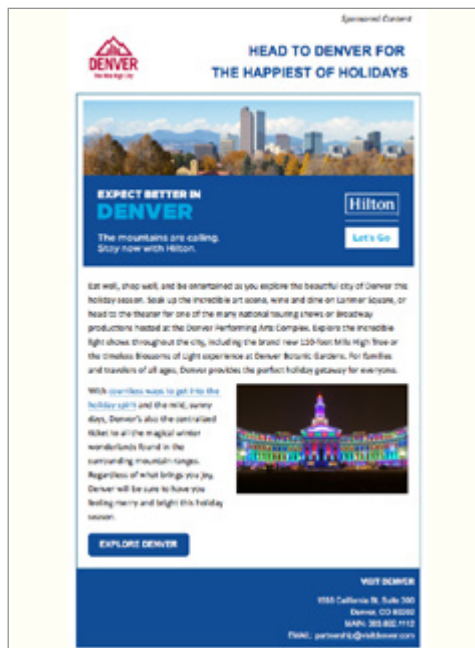 Sponsored Content
DENVER
The Mile High City
HEAD TO DENVER FOR
THE HAPPIEST OF HOLIDAYS
EXPECT BETTER IN
DENVER
The mountains are calling.
Stay now with Hilton.
Hilton
Let's Go
Eat well, shop well, and be entertained as you explore the beautiful city of Denver this
holiday season. Soak up the incredible art scene, wine and dine on Larimer Square, or
head to the theater for one of the many national touring shows or Broadway
productions hosted at the Denver Performing Arts Complex. Explore the incredible
light shows throughout the city, including the brand new 110-foot Mile High Tree or
the timeless Blossoms of Light experience at Denver Botanic Gardens. For families
and travelers of all ages, Denver provides the perfect holiday getaway for everyone.
With countless ways to get into the
holiday spirit and the mild, sunny
days, Denver's also the centralized
ticket to all the magical winter
wonderlands found in the
surrounding mountain ranges.
Regardless of what brings you joy,
Denver will be sure to have you
feeling merry and bright this holiday
season.
EXPLORE DENVER
VISIT DENVER
1555 California St, Suite 300
Denver, CO 80202
MAIN: 303.892.1112
EMAIL: partnership@visitdenver.com